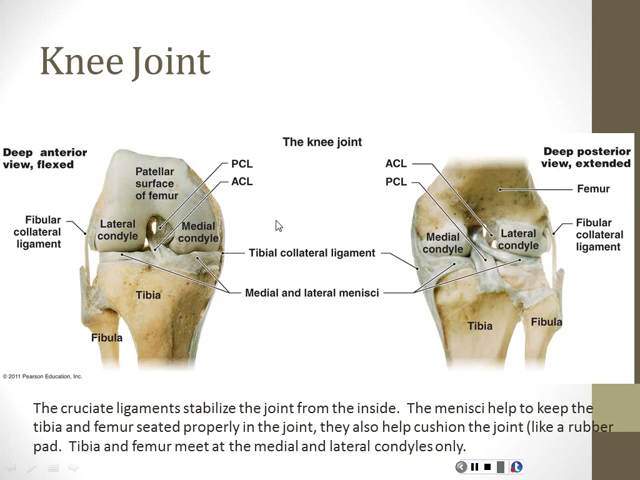 Knee Joint
The knee joint
Deep anterior
view, flexed
PCL
ACL
Patellar
surface
of femur
Fibular
collateral
ligament
Lateral
condyle
Medial
condyle
Tibial collateral ligament
Medial and lateral menisci
Tibia
Fibula
Deep posterior
view, extended
ACL
PCL
Femur
Fibular
collateral
ligament
Medial
condyle
Lateral
condyle
Tibia
Fibula
© 2011 Pearson Education, Inc.
The cruciate ligaments stabilize the joint from the inside. The menisci help to keep the
tibia and femur seated properly in the joint, they also help cushion the joint (like a rubber
pad. Tibia and femur meet at the medial and lateral condyles only.